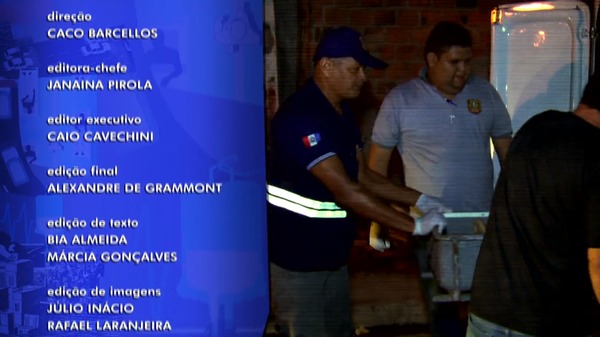 direção
CACO BARCELLOS
editora-chefe
JANAINA PIROLA
editor executivo
CAIO CAVECHINI
edição final
ALEXANDRE DE GRAMMONT
edição de texto
BIA ALMEIDA
MÁRCIA GONÇALVES
edição de imagens
JÚLIO INÁCIO
RAFAEL LARANJEIRA